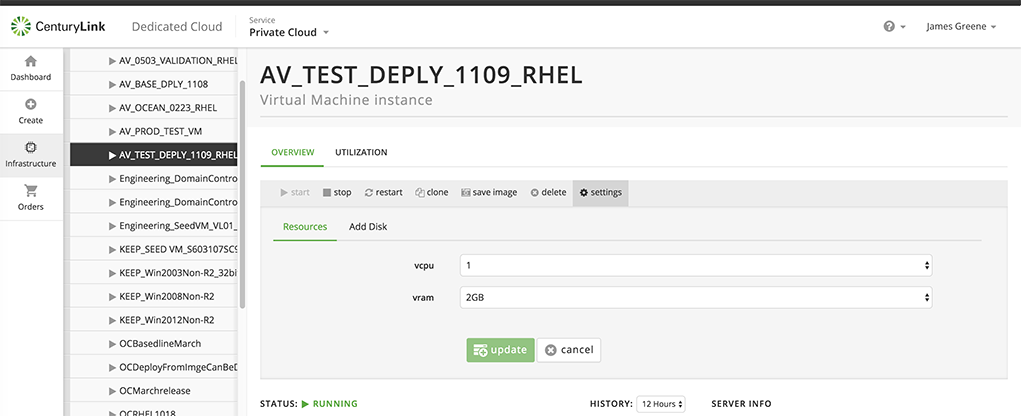 CenturyLink
Dedicated Cloud
Service
Private Cloud
?
James Greene
Dashboard
Create
Infrastructure
Orders
AV_0503_VALIDATION_RHEL
AV_BASE_DPLY_1108
AV_OCEAN_0223_RHEL
AV_PROD_TEST_VM
AV_TEST_DEPLY_1109_RHEL
Engineering_DomainContro
Engineering_DomainContro
Engineering_SeedVM_VL01_
KEEP_SEED VM_S603107SC9
KEEP_Win2003Non-R2_32bi
KEEP_Win2008Non-R2
KEEP_Win2012Non-R2
OCBasedlineMarch
OCDeployFromImgeCanBeD
OCMarchrelease
OCRHEL1018
AV_TEST_DEPLY_1109_RHEL
Virtual Machine instance
OVERVIEW UTILIZATION
start stop restart clone save image delete settings
Resources Add Disk
vcpu 1
vram 2GB
update cancel
STATUS: RUNNING HISTORY: 12 Hours SERVER INFO